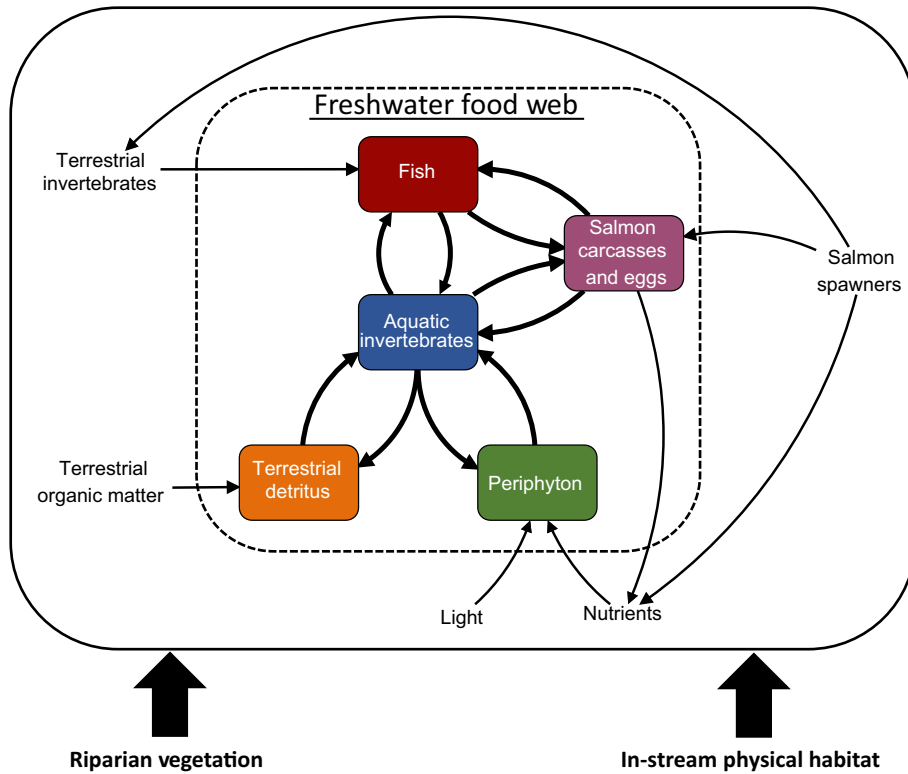 Freshwater food web
Terrestrial
invertebrates
Fish
Salmon
carcasses
and eggs
Salmon
spawners
Aquatic
invertebrates
Terrestrial
organic matter
Terrestrial
detritus
Periphyton
Light
Nutrients
Riparian vegetation
In-stream physical habitat